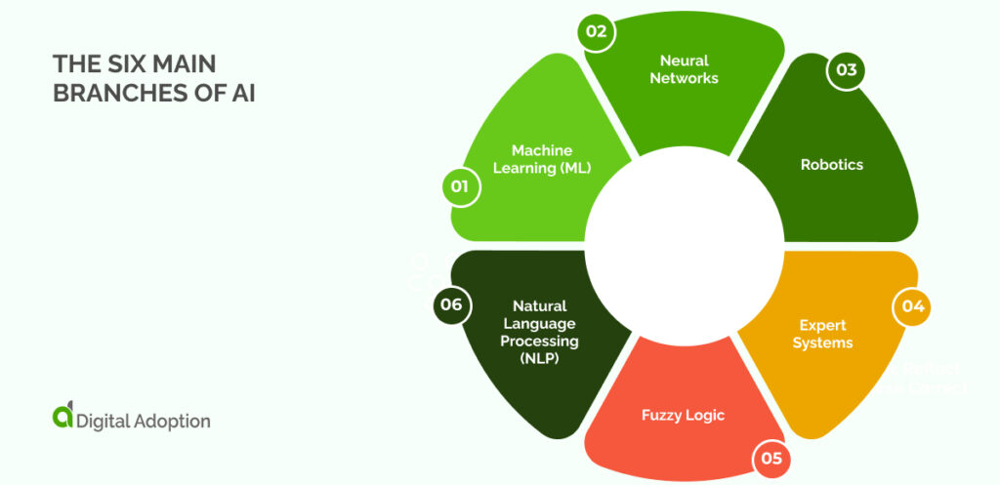 THE SIX MAIN
BRANCHES OF AI
01
Machine
Learning (ML)
02
Neural
Networks
03
Robotics
04
Expert
Systems
05
Fuzzy Logic
06
Natural
Language
Processing
(NLP)
Digital Adoption